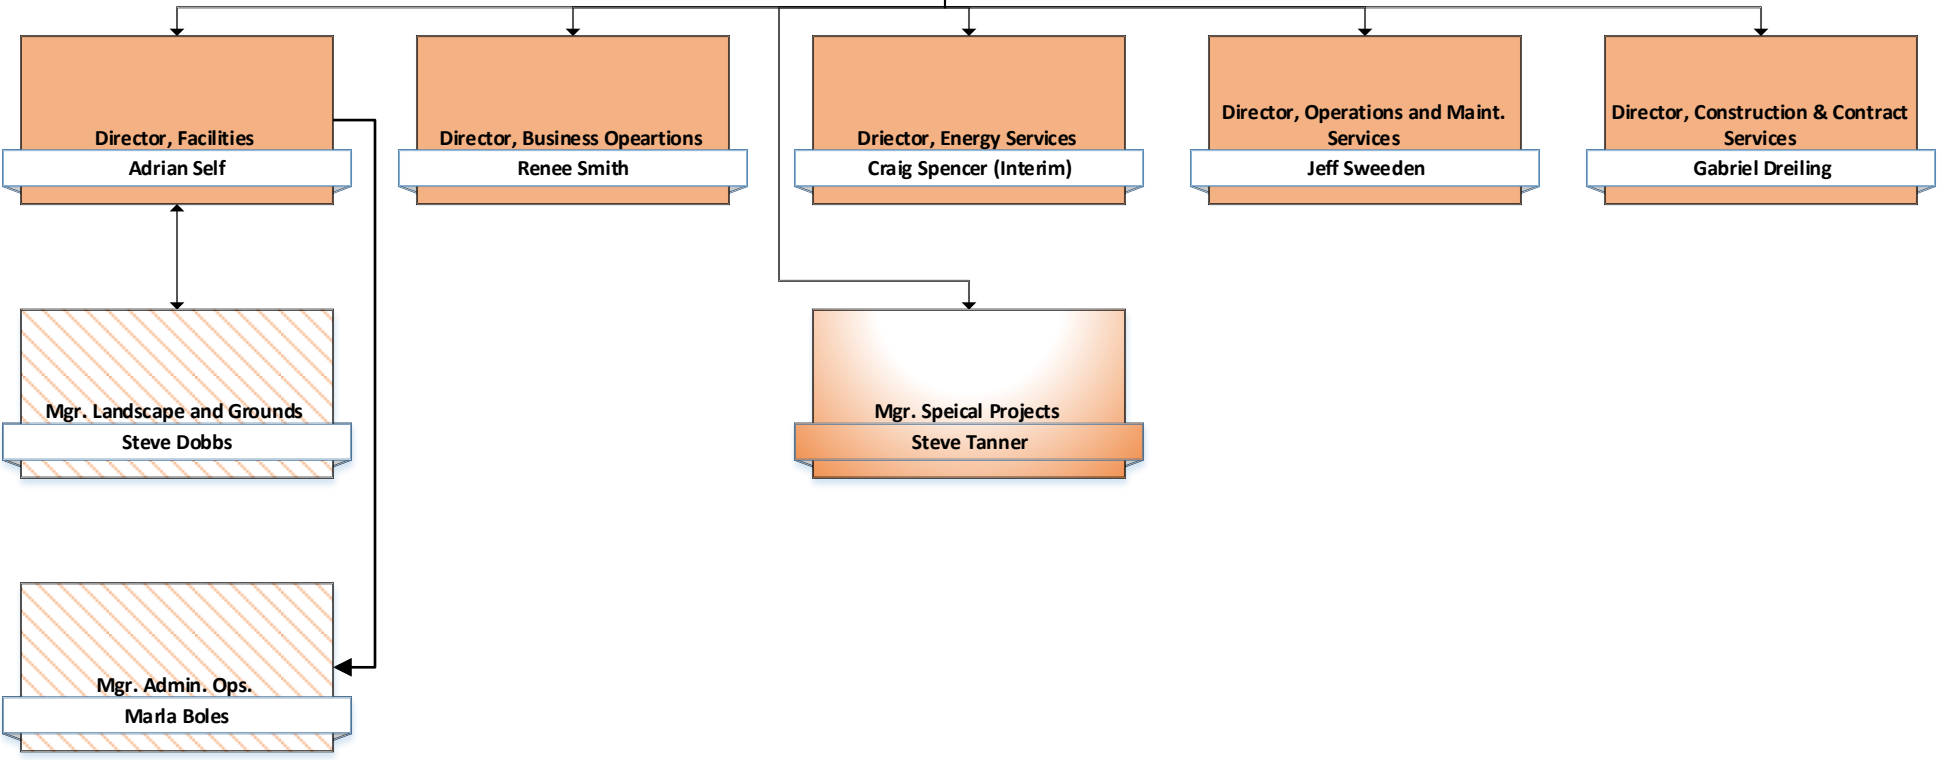 Director, Facilities
Adrian Self
Director, Business Opeartions
Renee Smith
Driector, Energy Services
Craig Spencer (Interim)
Director, Operations and Maint.
Services
Jeff Sweeden
Director, Construction & Contract
Services
Gabriel Dreiling
Mgr. Landscape and Grounds
Steve Dobbs
Mgr. Speical Projects
Steve Tanner
Mgr. Admin. Ops.
Marla Boles